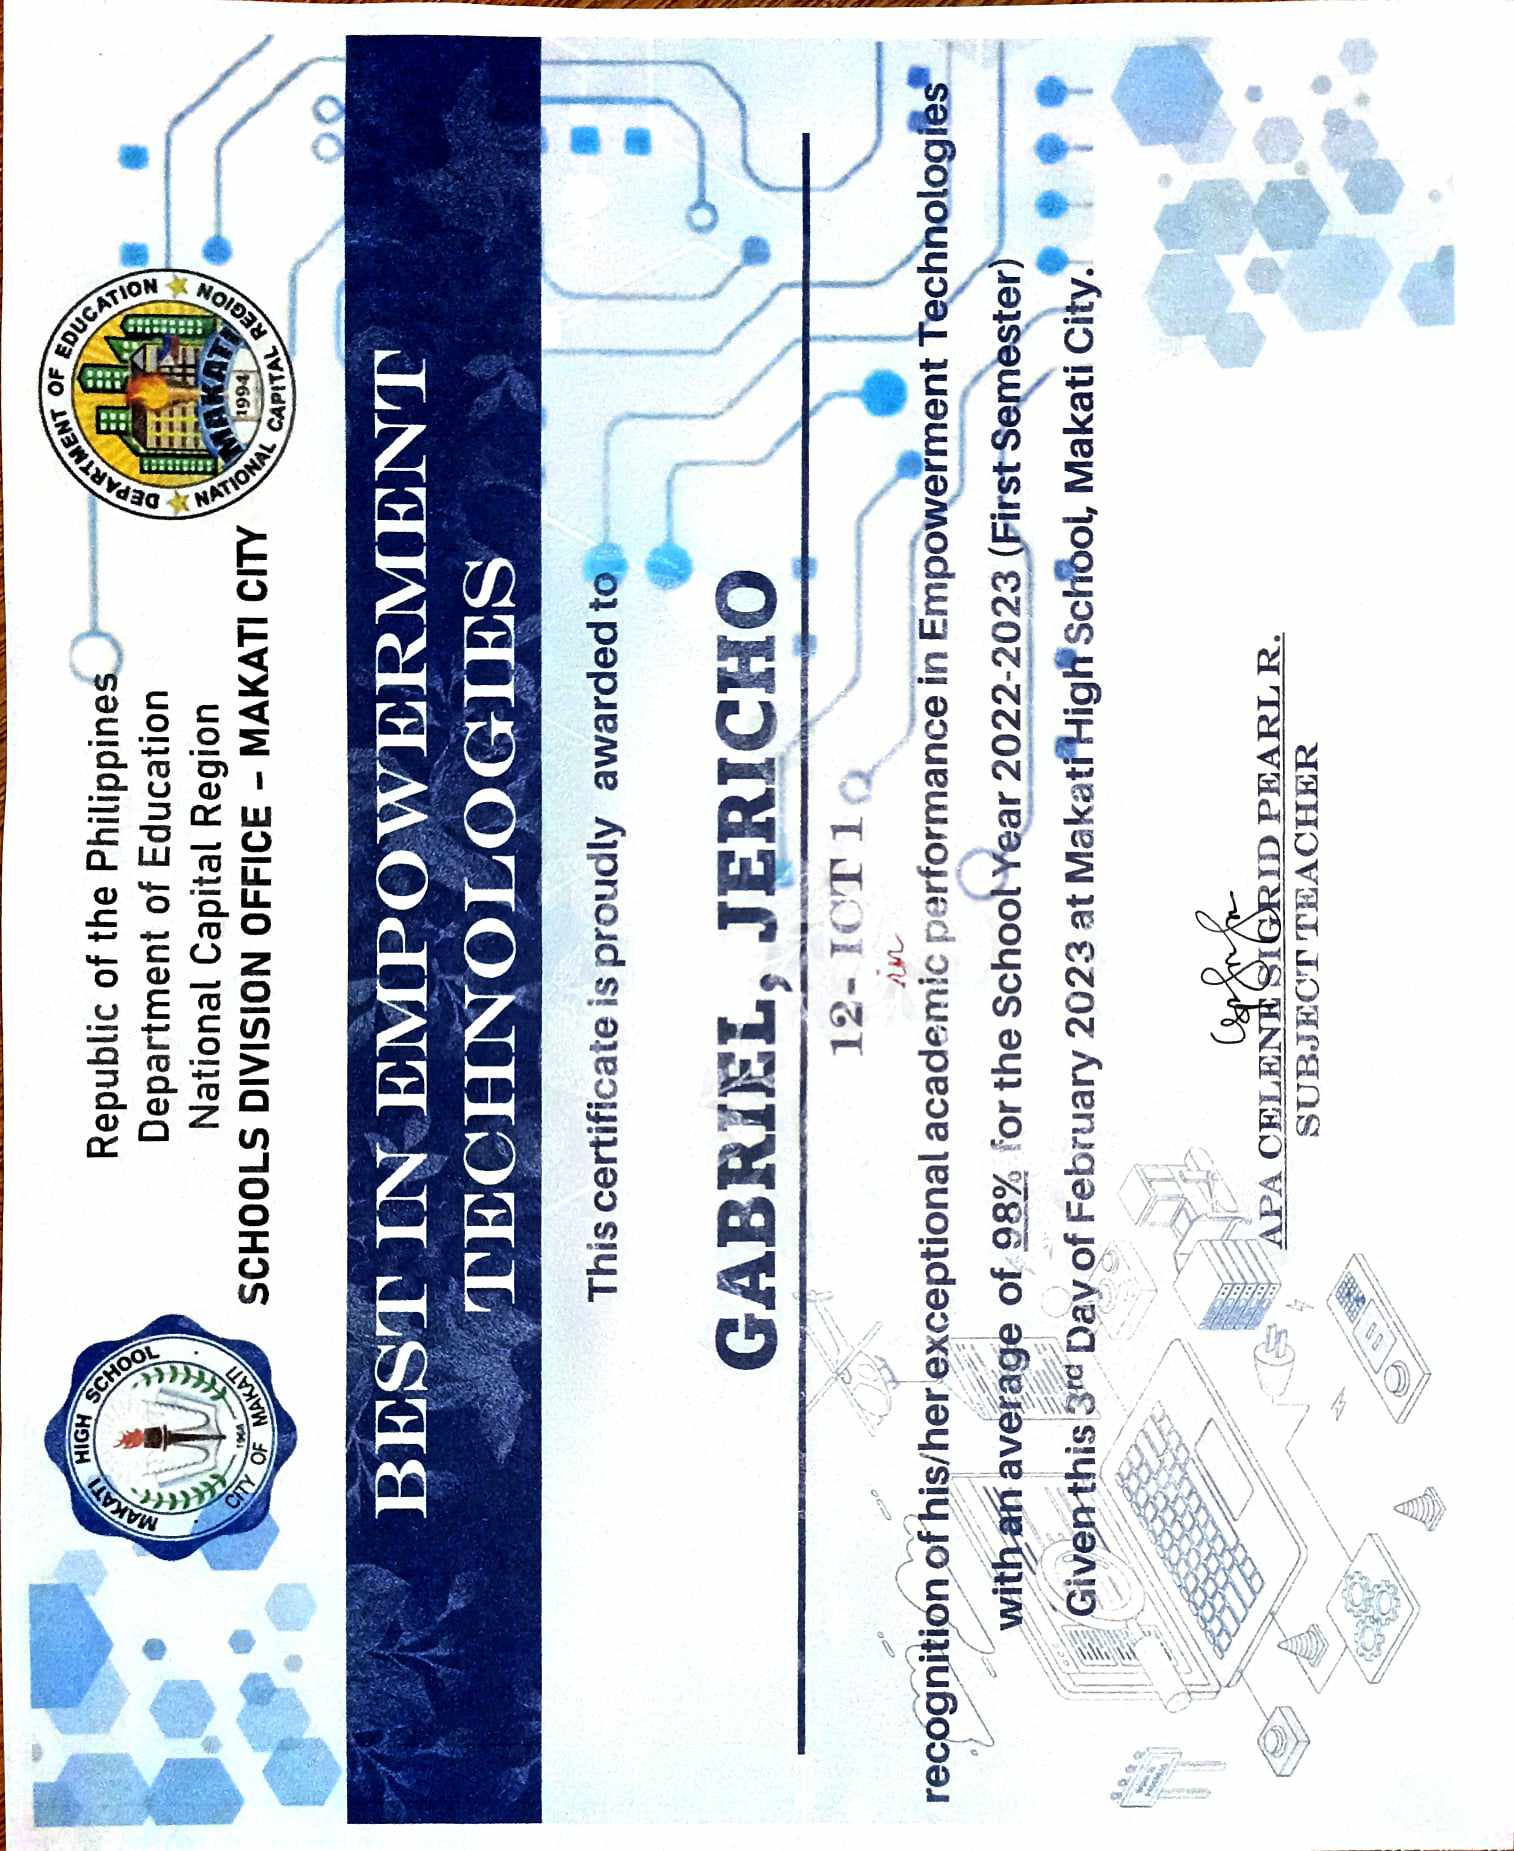 MAKATI HIGH SCHOOL
1968
CITY OF MAKATI
Republic of the Philippines
Department of Education
National Capital Region
SCHOOLS DIVISION OFFICE – MAKATI CITY
DEPARTMENT OF EDUCATION
MAKATI
1994
NATIONAL CAPITAL REGION
BEST IN EMPOWERMENT
TECHNOLOGIES
This certificate is proudly awarded to
GABRIEL, JERICHO
12- ICT 1
in
recognition of his/her exceptional academic performance in Empowerment Technologies
with an average of 98% for the School Year 2022-2023 (First Semester)
Given this 3rd Day of February 2023 at Makati High School, Makati City.
WORK IN
PROGRESS
APA CELENE SIGRID PEARL R.
SUBJECT TEACHER